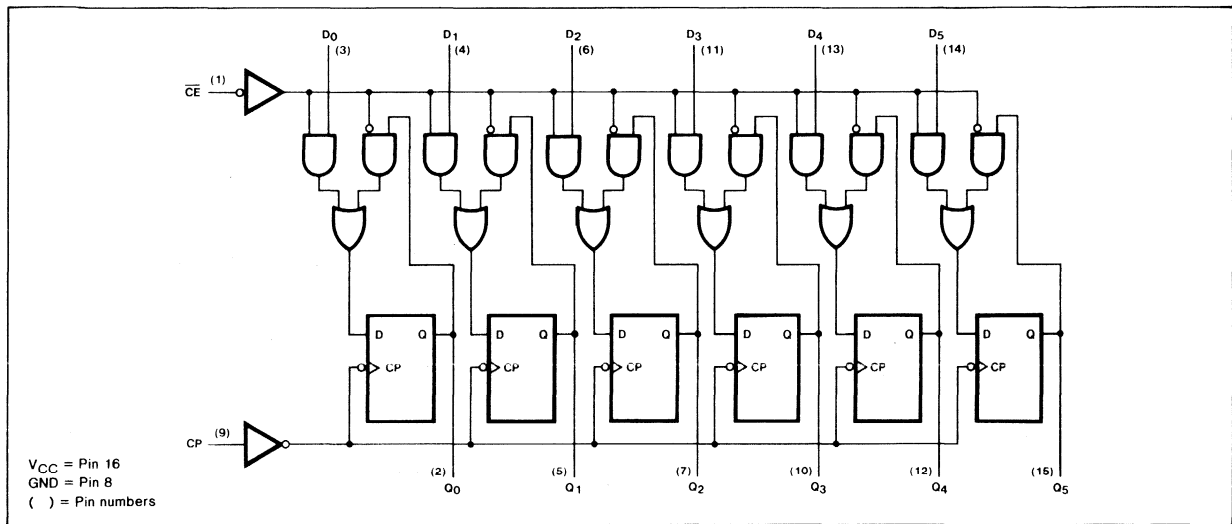 D0 D1 D2 D3 D4 D5
(3) (4) (6) (11) (13) (14)
CE (1)
D Q D Q D Q D Q D Q D Q
CP CP CP CP CP CP
CP (9)
(2) (5) (7) (10) (12) (15)
Q0 Q1 Q2 Q3 Q4 Q5
VCC = Pin 16
GND = Pin 8
( ) = Pin numbers